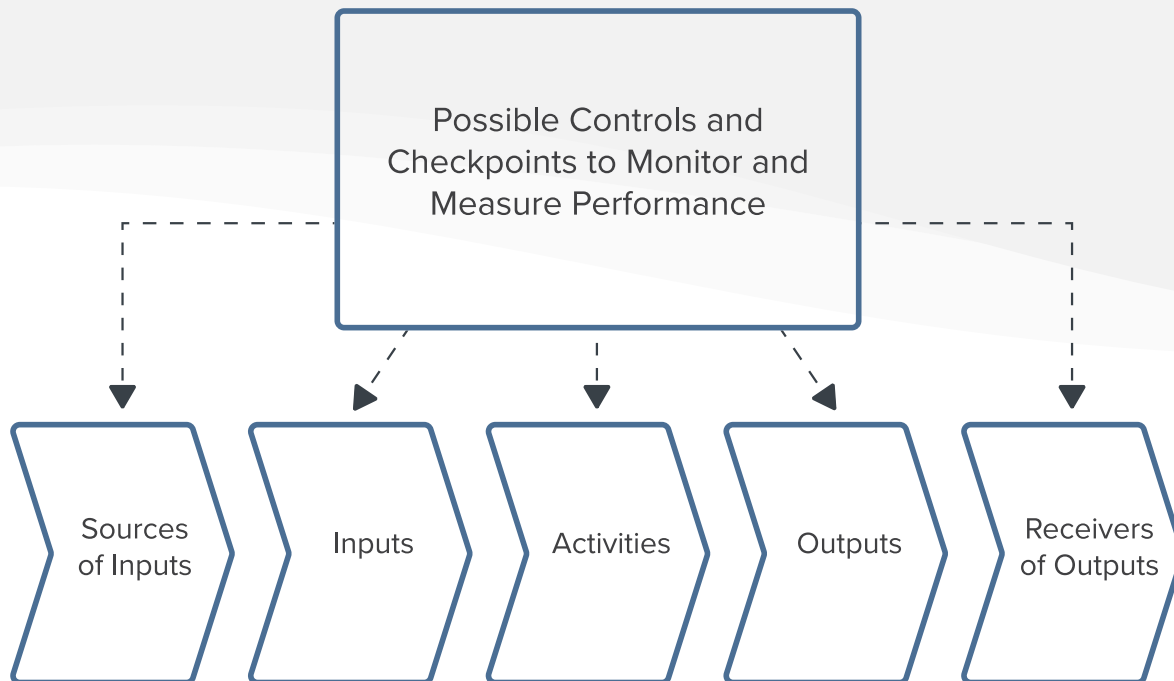 Possible Controls and
Checkpoints to Monitor and
Measure Performance
Sources
of Inputs
Inputs
Activities
Outputs
Receivers
of Outputs